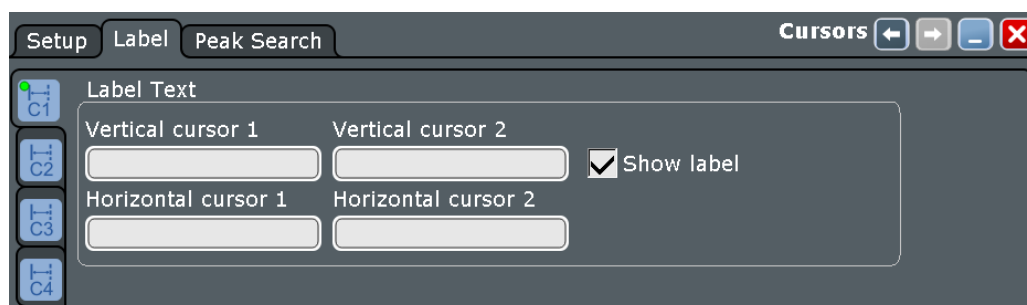 Setup Label Peak Search Cursors
C1
Label Text
Vertical cursor 1 Vertical cursor 2
C2
Show label
Horizontal cursor 1 Horizontal cursor 2
C3
C4